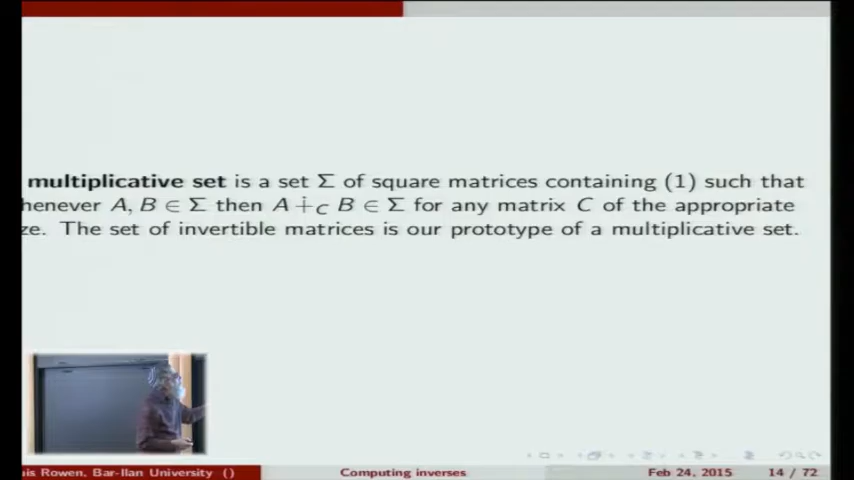 multiplicative set is a set Σ of square matrices containing (1) such that
henever A, B ∈ Σ then A ∔_C B ∈ Σ for any matrix C of the appropriate
ze. The set of invertible matrices is our prototype of a multiplicative set.
is Rowen, Bar-Ilan University () Computing inverses Feb 24, 2015 14 / 72